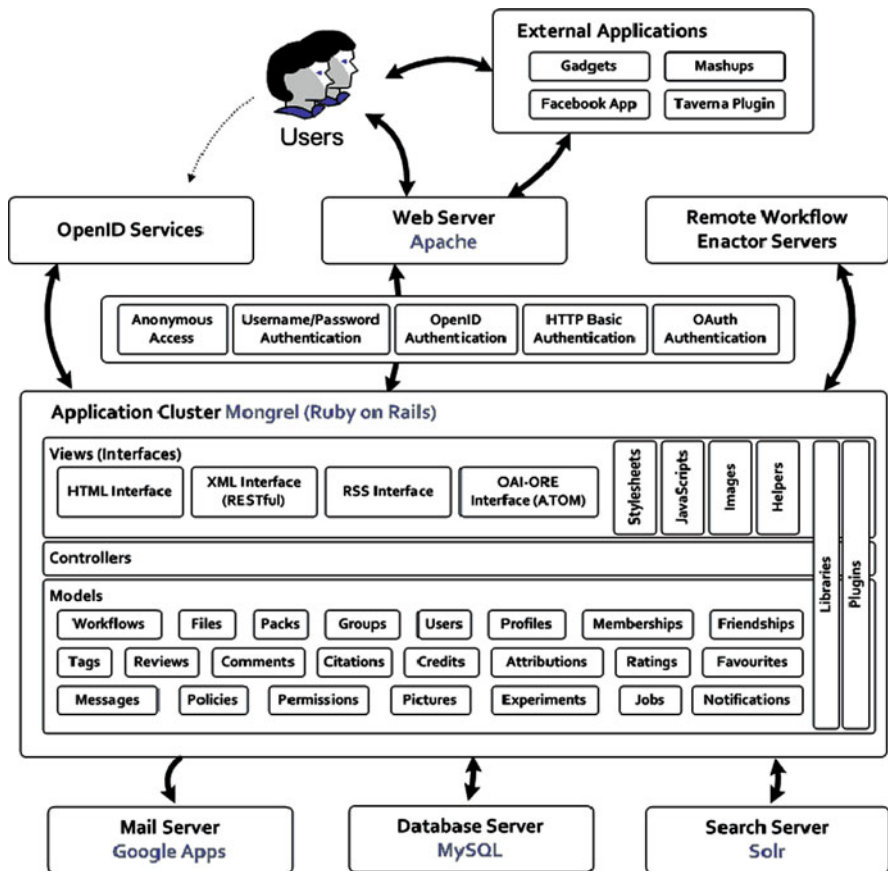 External Applications
Gadgets
Mashups
Facebook App
Taverna Plugin
Users
OpenID Services
Web Server
Apache
Remote Workflow
Enactor Servers
Anonymous
Access
Username/Password
Authentication
OpenID
Authentication
HTTP Basic
Authentication
OAuth
Authentication
Application Cluster Mongrel (Ruby on Rails)
Views (Interfaces)
HTML Interface
XML Interface
(RESTful)
RSS Interface
OAI-ORE
Interface (ATOM)
Stylesheets
JavaScripts
Images
Helpers
Libraries
Plugins
Controllers
Models
Workflows
Files
Packs
Groups
Users
Profiles
Memberships
Friendships
Tags
Reviews
Comments
Citations
Credits
Attributions
Ratings
Favourites
Messages
Policies
Permissions
Pictures
Experiments
Jobs
Notifications
Mail Server
Google Apps
Database Server
MySQL
Search Server
Solr